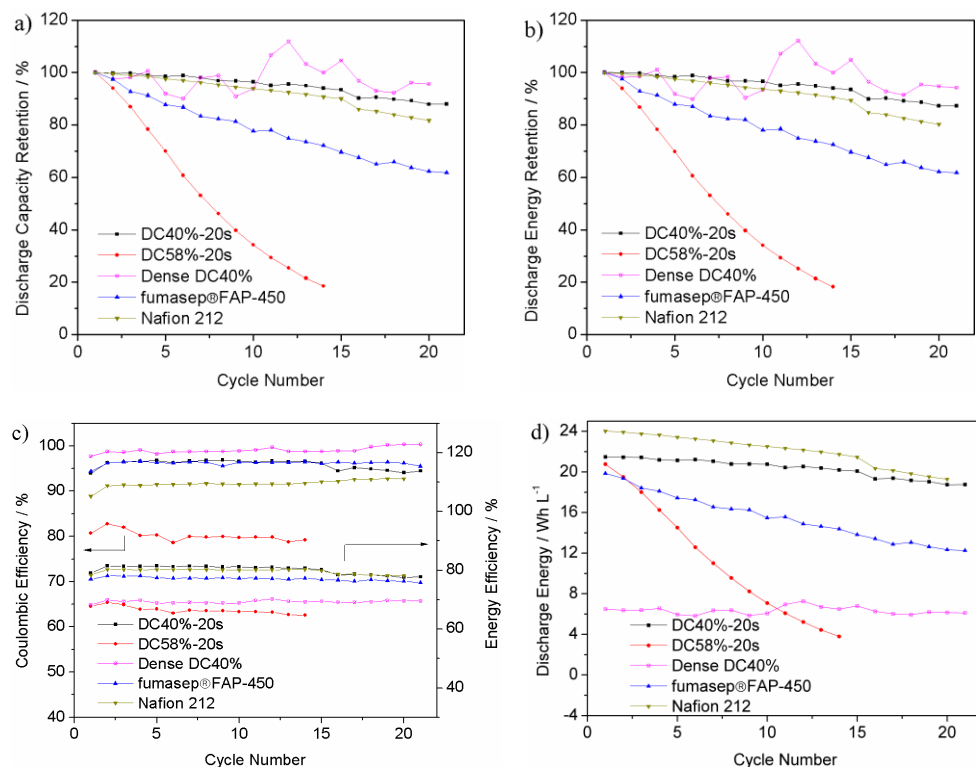 a)
Discharge Capacity Retention / %
120
100
80
60
40
20
0
DC40%-20s
DC58%-20s
Dense DC40%
fumasep®FAP-450
Nafion 212
0 5 10 15 20
Cycle Number
b)
Discharge Energy Retention / %
120
100
80
60
40
20
0
DC40%-20s
DC58%-20s
Dense DC40%
fumasep®FAP-450
Nafion 212
0 5 10 15 20
Cycle Number
c)
Coulombic Efficiency / %
100
95
90
85
80
75
70
65
60
55
50
45
40
DC40%-20s
DC58%-20s
Dense DC40%
fumasep®FAP-450
Nafion 212
120
100
80
60
40
Energy Efficiency / %
0 5 10 15 20
Cycle Number
d)
Discharge Energy / Wh L⁻¹
24
20
16
12
8
4
0
-4
DC40%-20s
DC58%-20s
Dense DC40%
fumasep®FAP-450
Nafion 212
0 5 10 15 20
Cycle Number